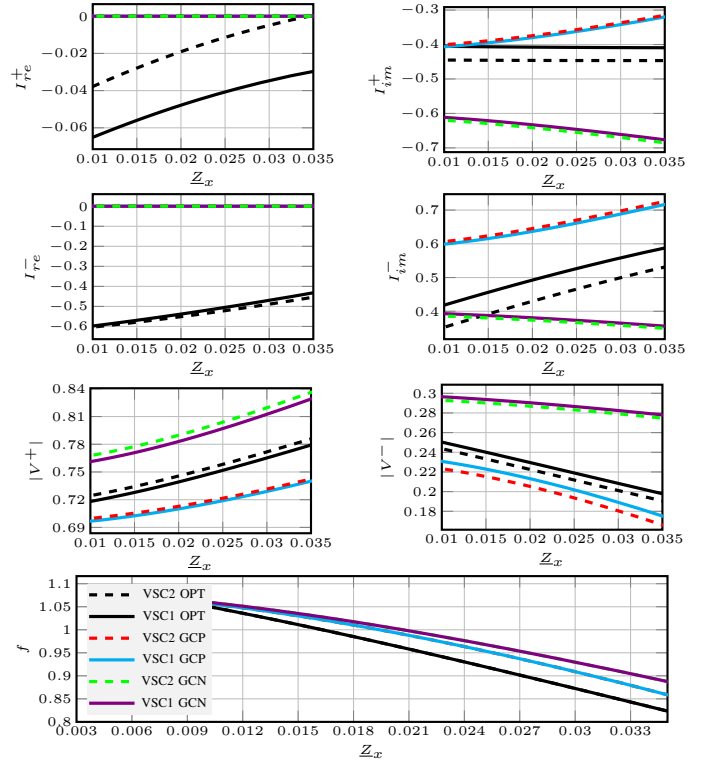 0
−0.02
−0.04
−0.06
I⁺re
0.01 0.015 0.02 0.025 0.03 0.035
Z_x
−0.3
−0.4
−0.5
−0.6
−0.7
I⁺im
0.01 0.015 0.02 0.025 0.03 0.035
Z_x
0
-0.1
-0.2
-0.3
-0.4
-0.5
-0.6
I⁻re
0.01 0.015 0.02 0.025 0.03 0.035
Z_x
0.7
0.6
0.5
0.4
I⁻im
0.01 0.015 0.02 0.025 0.03 0.035
Z_x
0.84
0.81
0.78
0.75
0.72
0.69
|V⁺|
0.01 0.015 0.02 0.025 0.03 0.035
Z_x
0.3
0.28
0.26
0.24
0.22
0.2
0.18
|V⁻|
0.01 0.015 0.02 0.025 0.03 0.035
Z_x
1.1
1.05
1
0.95
0.9
0.85
0.8
f
VSC2 OPT
VSC1 OPT
VSC2 GCP
VSC1 GCP
VSC2 GCN
VSC1 GCN
0.003 0.006 0.009 0.012 0.015 0.018 0.021 0.024 0.027 0.03 0.033
Z_x